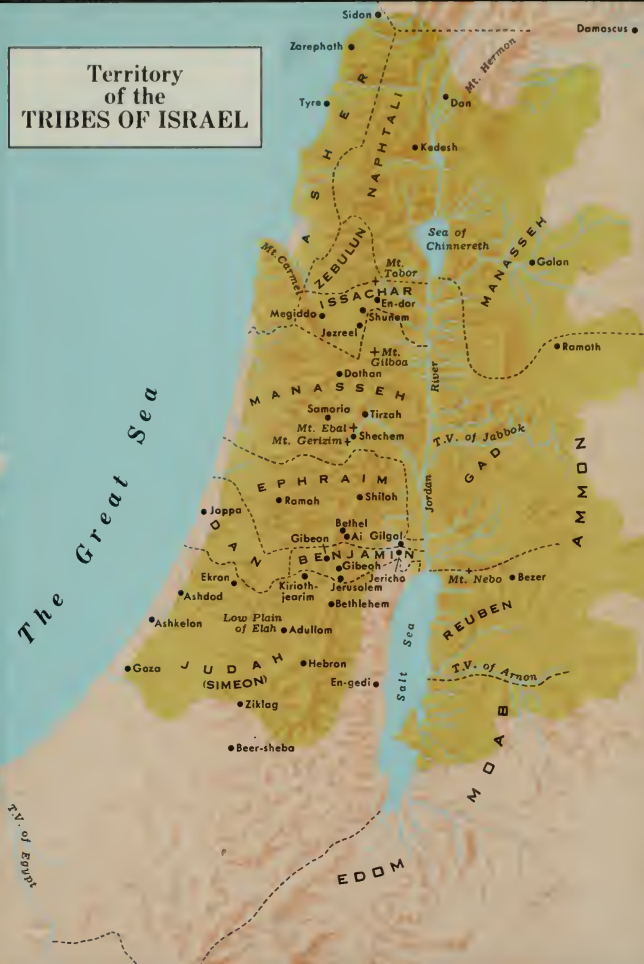 Territory
of the
TRIBES OF ISRAEL
Sidon
Damascus
Zarephath
Mt. Hermon
Tyre
Dan
ASHER
NAPHTALI
Kedesh
Sea of
Chinnereth
MANASSEH
Golan
ZEBULUN
Mt. Carmel
Mt.
Tabor
ISSACHAR
En-dor
Megiddo
Shunem
Jezreel
Ramoth
Mt.
Gilboa
Dothan
River
MANASSEH
Samaria
Tirzah
Mt. Ebal
Mt. Gerizim
Shechem
T.V. of Jabbok
GAD
AMMON
The Great Sea
EPHRAIM
Ramah
Shiloh
Jordan
Joppa
DAN
Bethel
Ai
Gilgal
Gibeon
BENJAMIN
Gibeah
Ekron
Kirioth-
jearim
Jerusalem
Jericho
Mt. Nebo
Bezer
Ashdod
Bethlehem
Ashkelon
Low Plain
of Elah
Adullam
REUBEN
Salt Sea
Gaza
JUDAH
(SIMEON)
Hebron
En-gedi
T.V. of Arnon
Ziklag
MOAB
Beer-sheba
T.V. of Egypt
EDOM